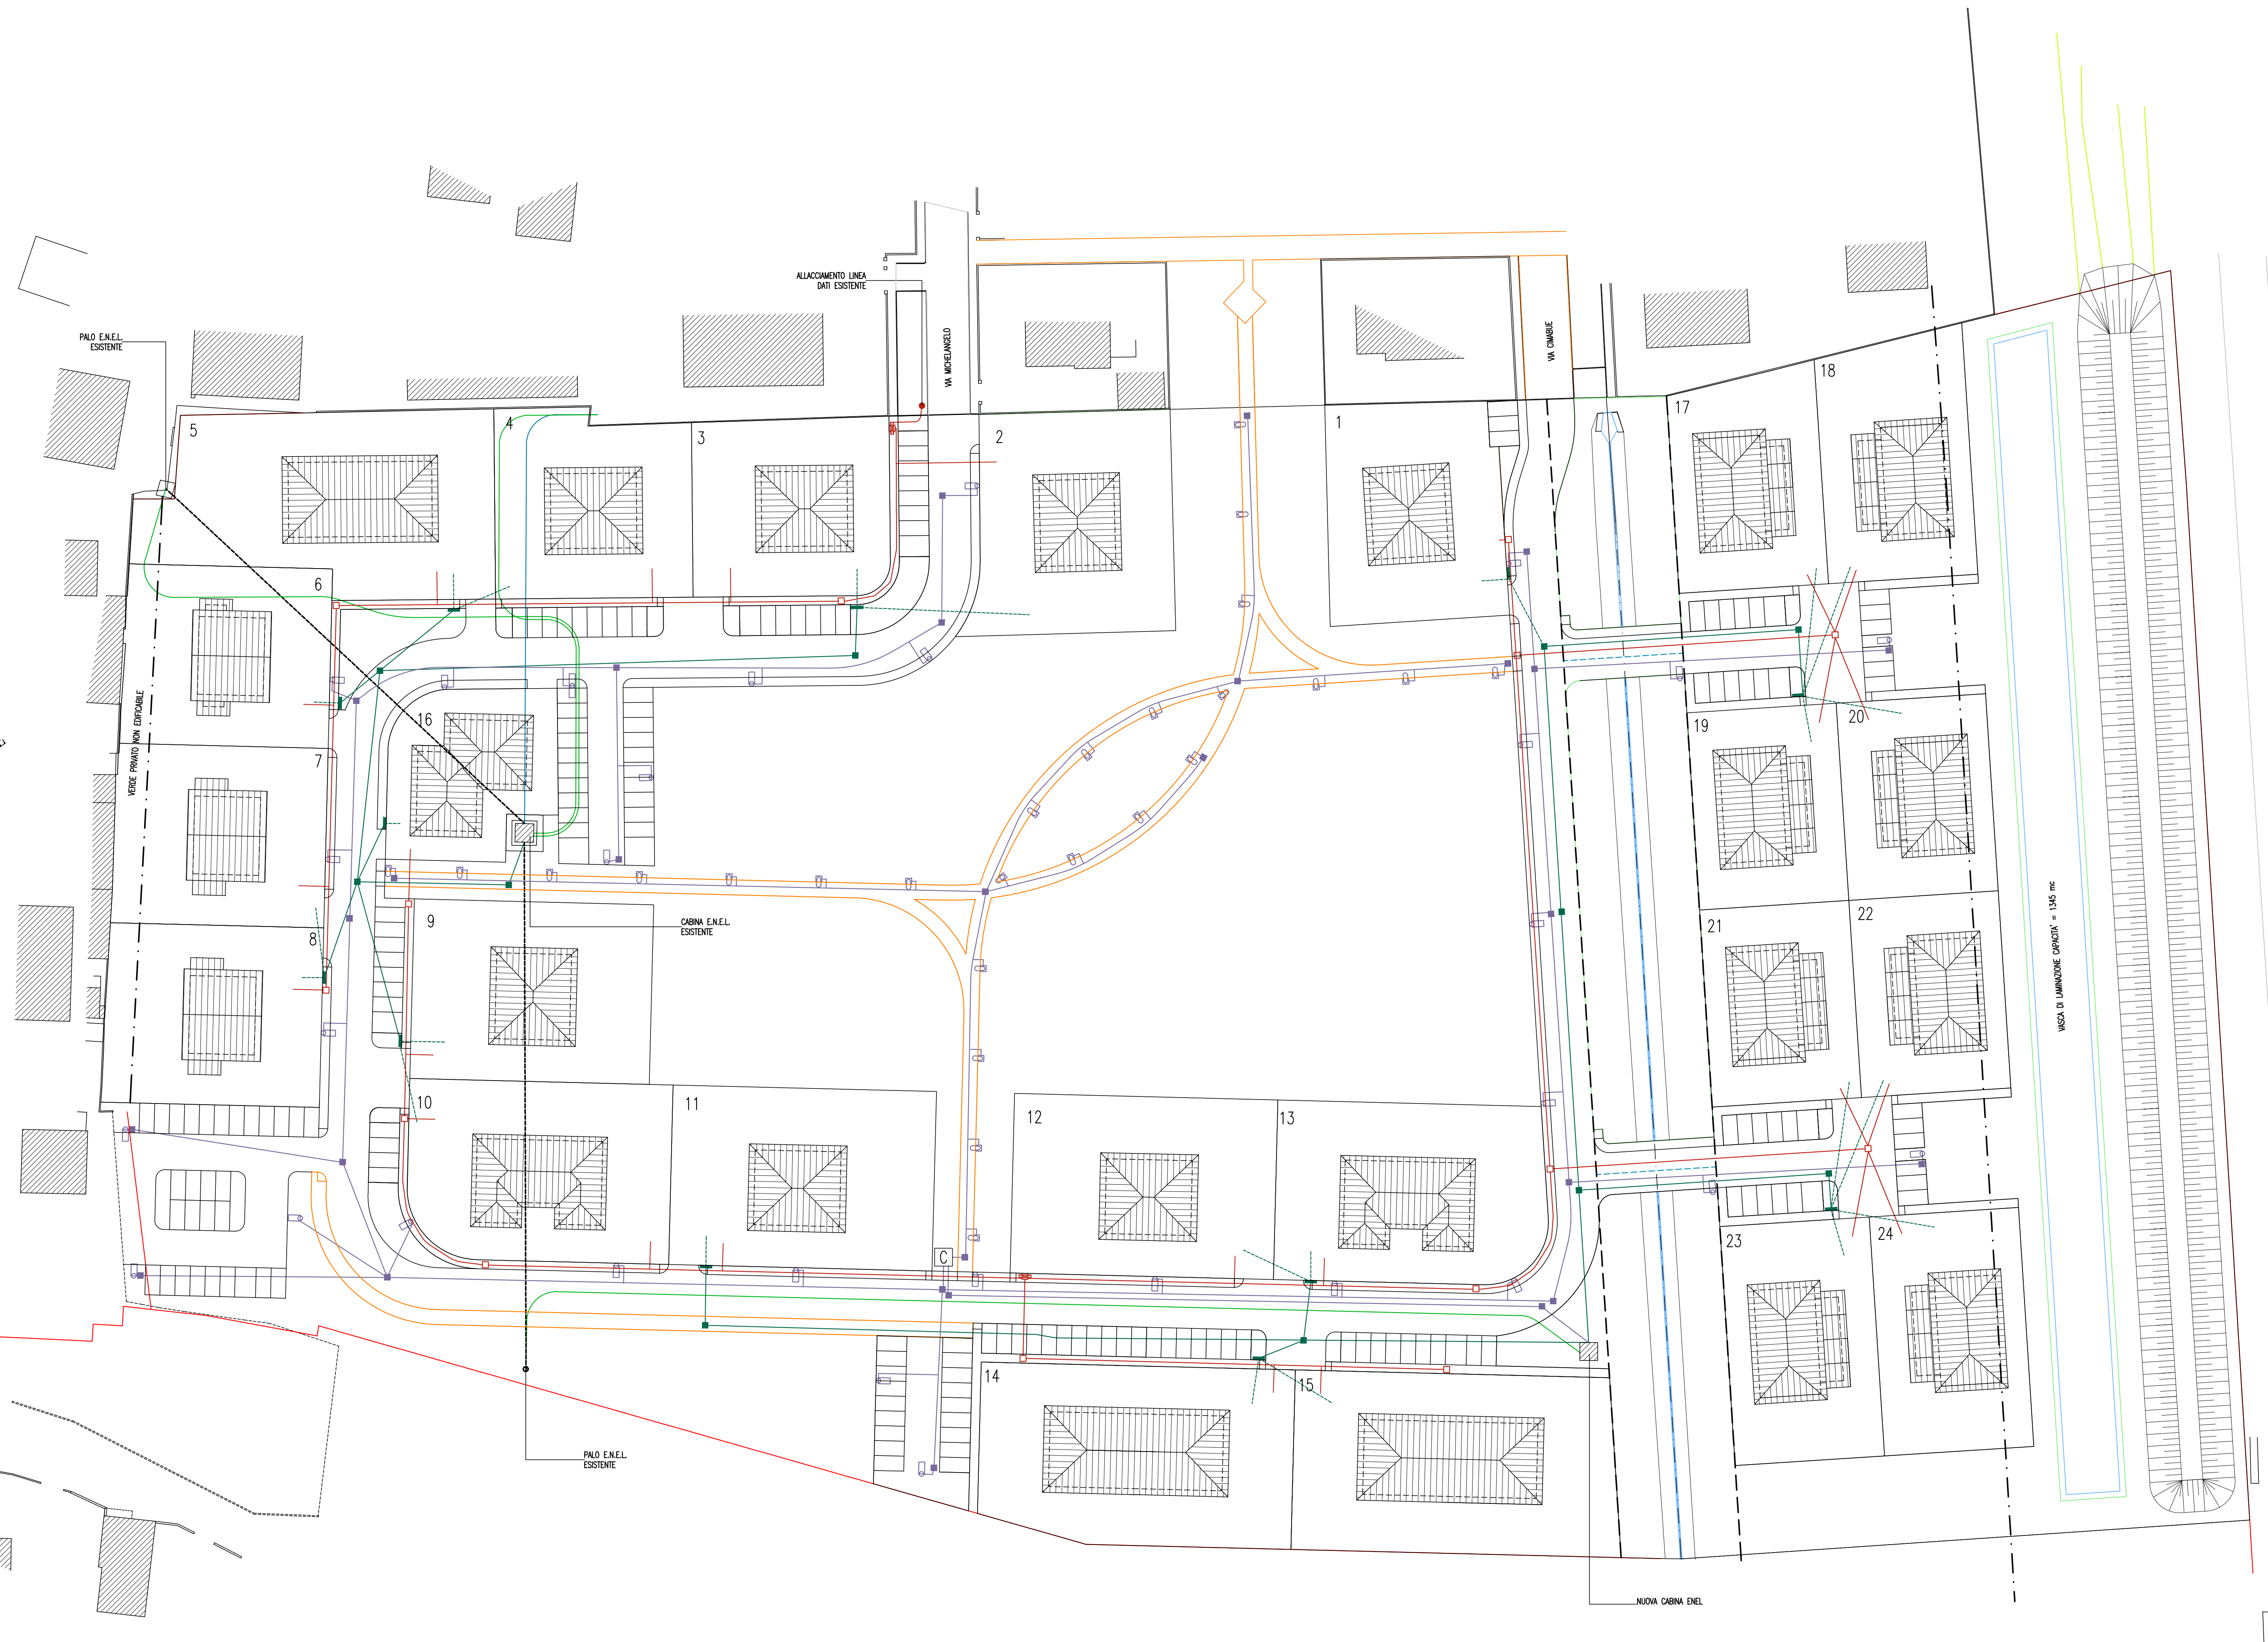 ALLACCIAMENTO LINEA
DATI ESISTENTE
PALO E.N.E.L.
ESISTENTE
VIA MICHELANGELO
VIA CIMABUE
18
17
5
4
3
2
1
6
16
7
19
20
VERDE PRIVATO NON EDIFICABILE
8
9
CABINA E.N.E.L.
ESISTENTE
21
22
VASCA DI LAMINAZIONE CAPACITA' = 1345 mc
10
11
12
13
C
23
24
14
15
PALO E.N.E.L.
ESISTENTE
NUOVA CABINA ENEL